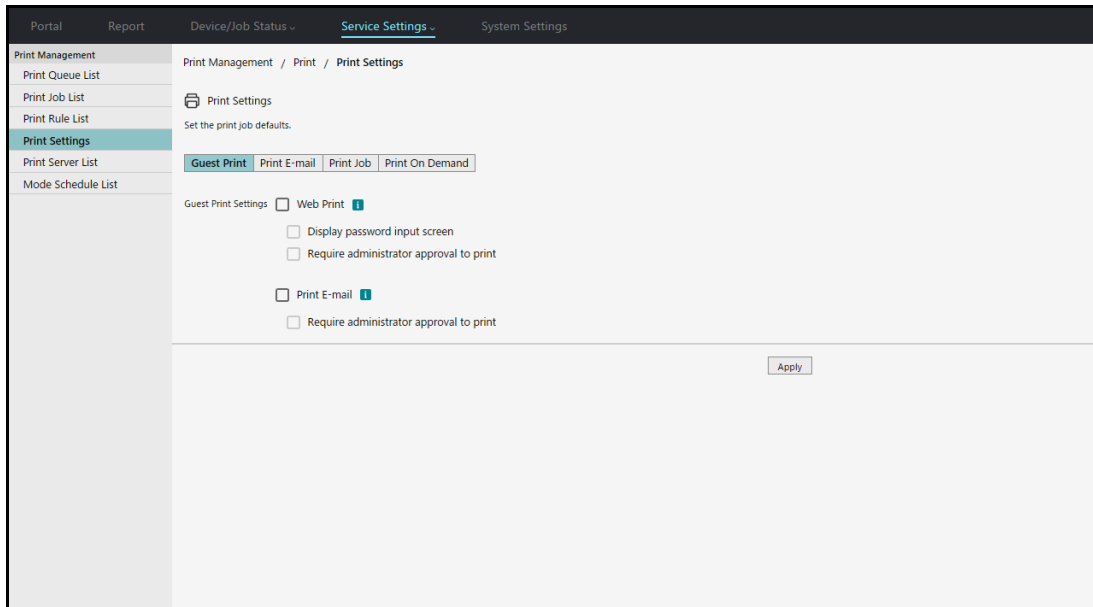 Portal Report Device/Job Status Service Settings System Settings
Print Management
Print Queue List
Print Job List
Print Rule List
Print Settings
Print Server List
Mode Schedule List
Print Management / Print / Print Settings
Print Settings
Set the print job defaults.
Guest Print Print E-mail Print Job Print On Demand
Guest Print Settings Web Print i
Display password input screen
Require administrator approval to print
Print E-mail i
Require administrator approval to print
Apply